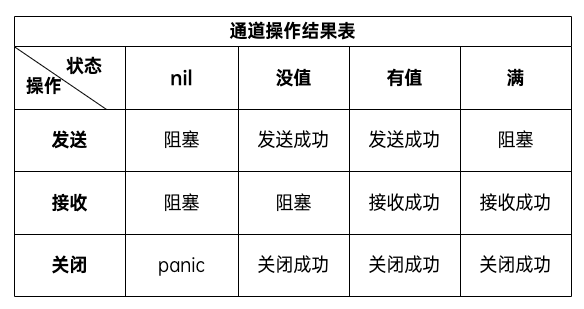 通道操作结果表
状态
操作 nil 没值 有值 满
发送 阻塞 发送成功 发送成功 阻塞
接收 阻塞 阻塞 接收成功 接收成功
关闭 panic 关闭成功 关闭成功 关闭成功